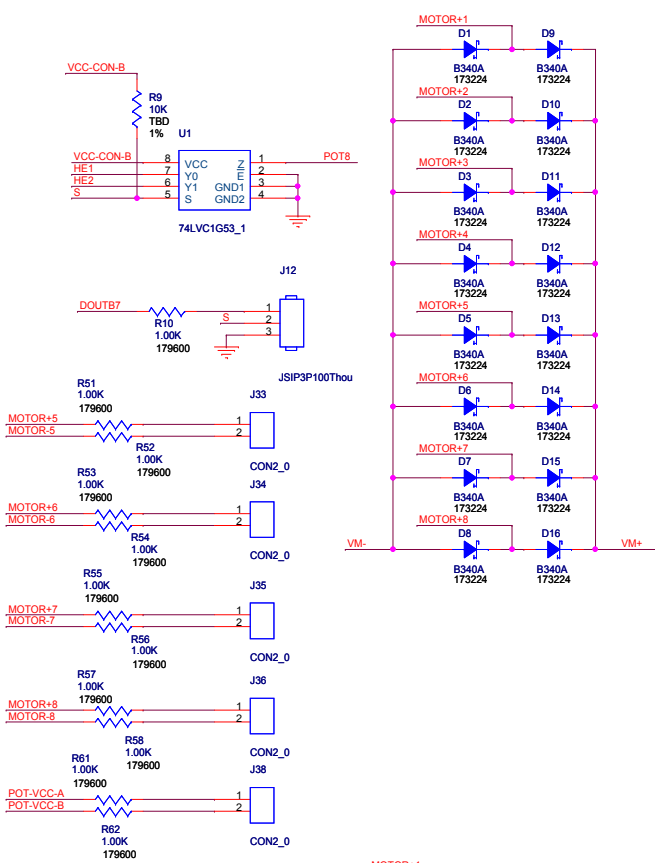 VCC-CON-B
R9
10K
TBD
1%
U1
VCC-CON-B 8 VCC Z 1 POT8
HE1 7 Y0 E 2
HE2 6 Y1 GND1 3
S 5 S GND2 4
74LVC1G53_1
J12
DOUTB7 1
S 2
3
R10
1.00K
179600
JSIP3P100Thou
R51
1.00K
179600
J33
MOTOR+5 1
MOTOR-5 2
R52
1.00K
179600
CON2_0
R53
1.00K
179600
J34
MOTOR+6 1
MOTOR-6 2
R54
1.00K
179600
CON2_0
R55
1.00K
179600
J35
MOTOR+7 1
MOTOR-7 2
R56
1.00K
179600
CON2_0
R57
1.00K
179600
J36
MOTOR+8 1
MOTOR-8 2
R58
1.00K
179600
CON2_0
R61
1.00K
179600
J38
POT-VCC-A 1
POT-VCC-B 2
R62
1.00K
179600
CON2_0
MOTOR+1
D1 D9
B340A B340A
173224 173224
MOTOR+2
D2 D10
B340A B340A
173224 173224
MOTOR+3
D3 D11
B340A B340A
173224 173224
MOTOR+4
D4 D12
B340A B340A
173224 173224
MOTOR+5
D5 D13
B340A B340A
173224 173224
MOTOR+6
D6 D14
B340A B340A
173224 173224
MOTOR+7
D7 D15
B340A B340A
173224 173224
MOTOR+8
D8 D16
VM- VM+
B340A B340A
173224 173224